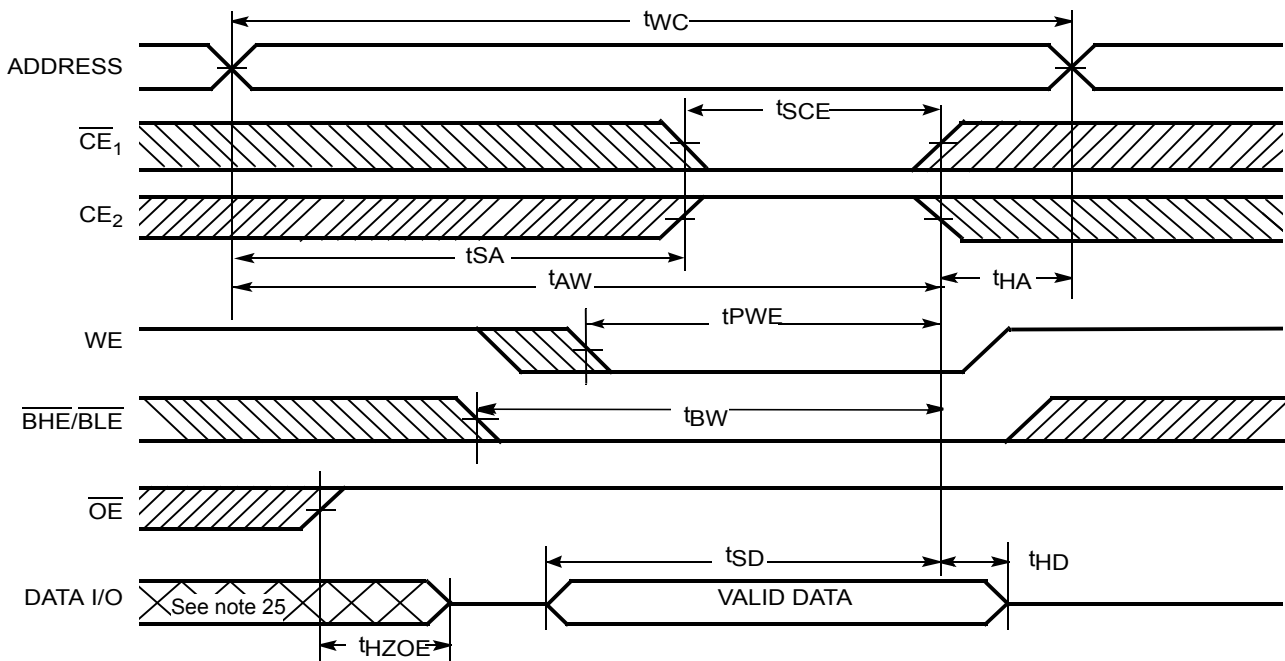 tWC
ADDRESS
tSCE
CE1
CE2
tSA
tAW
tHA
tPWE
WE
tBW
BHE/BLE
OE
tSD
tHD
DATA I/O
See note 25
VALID DATA
tHZOE